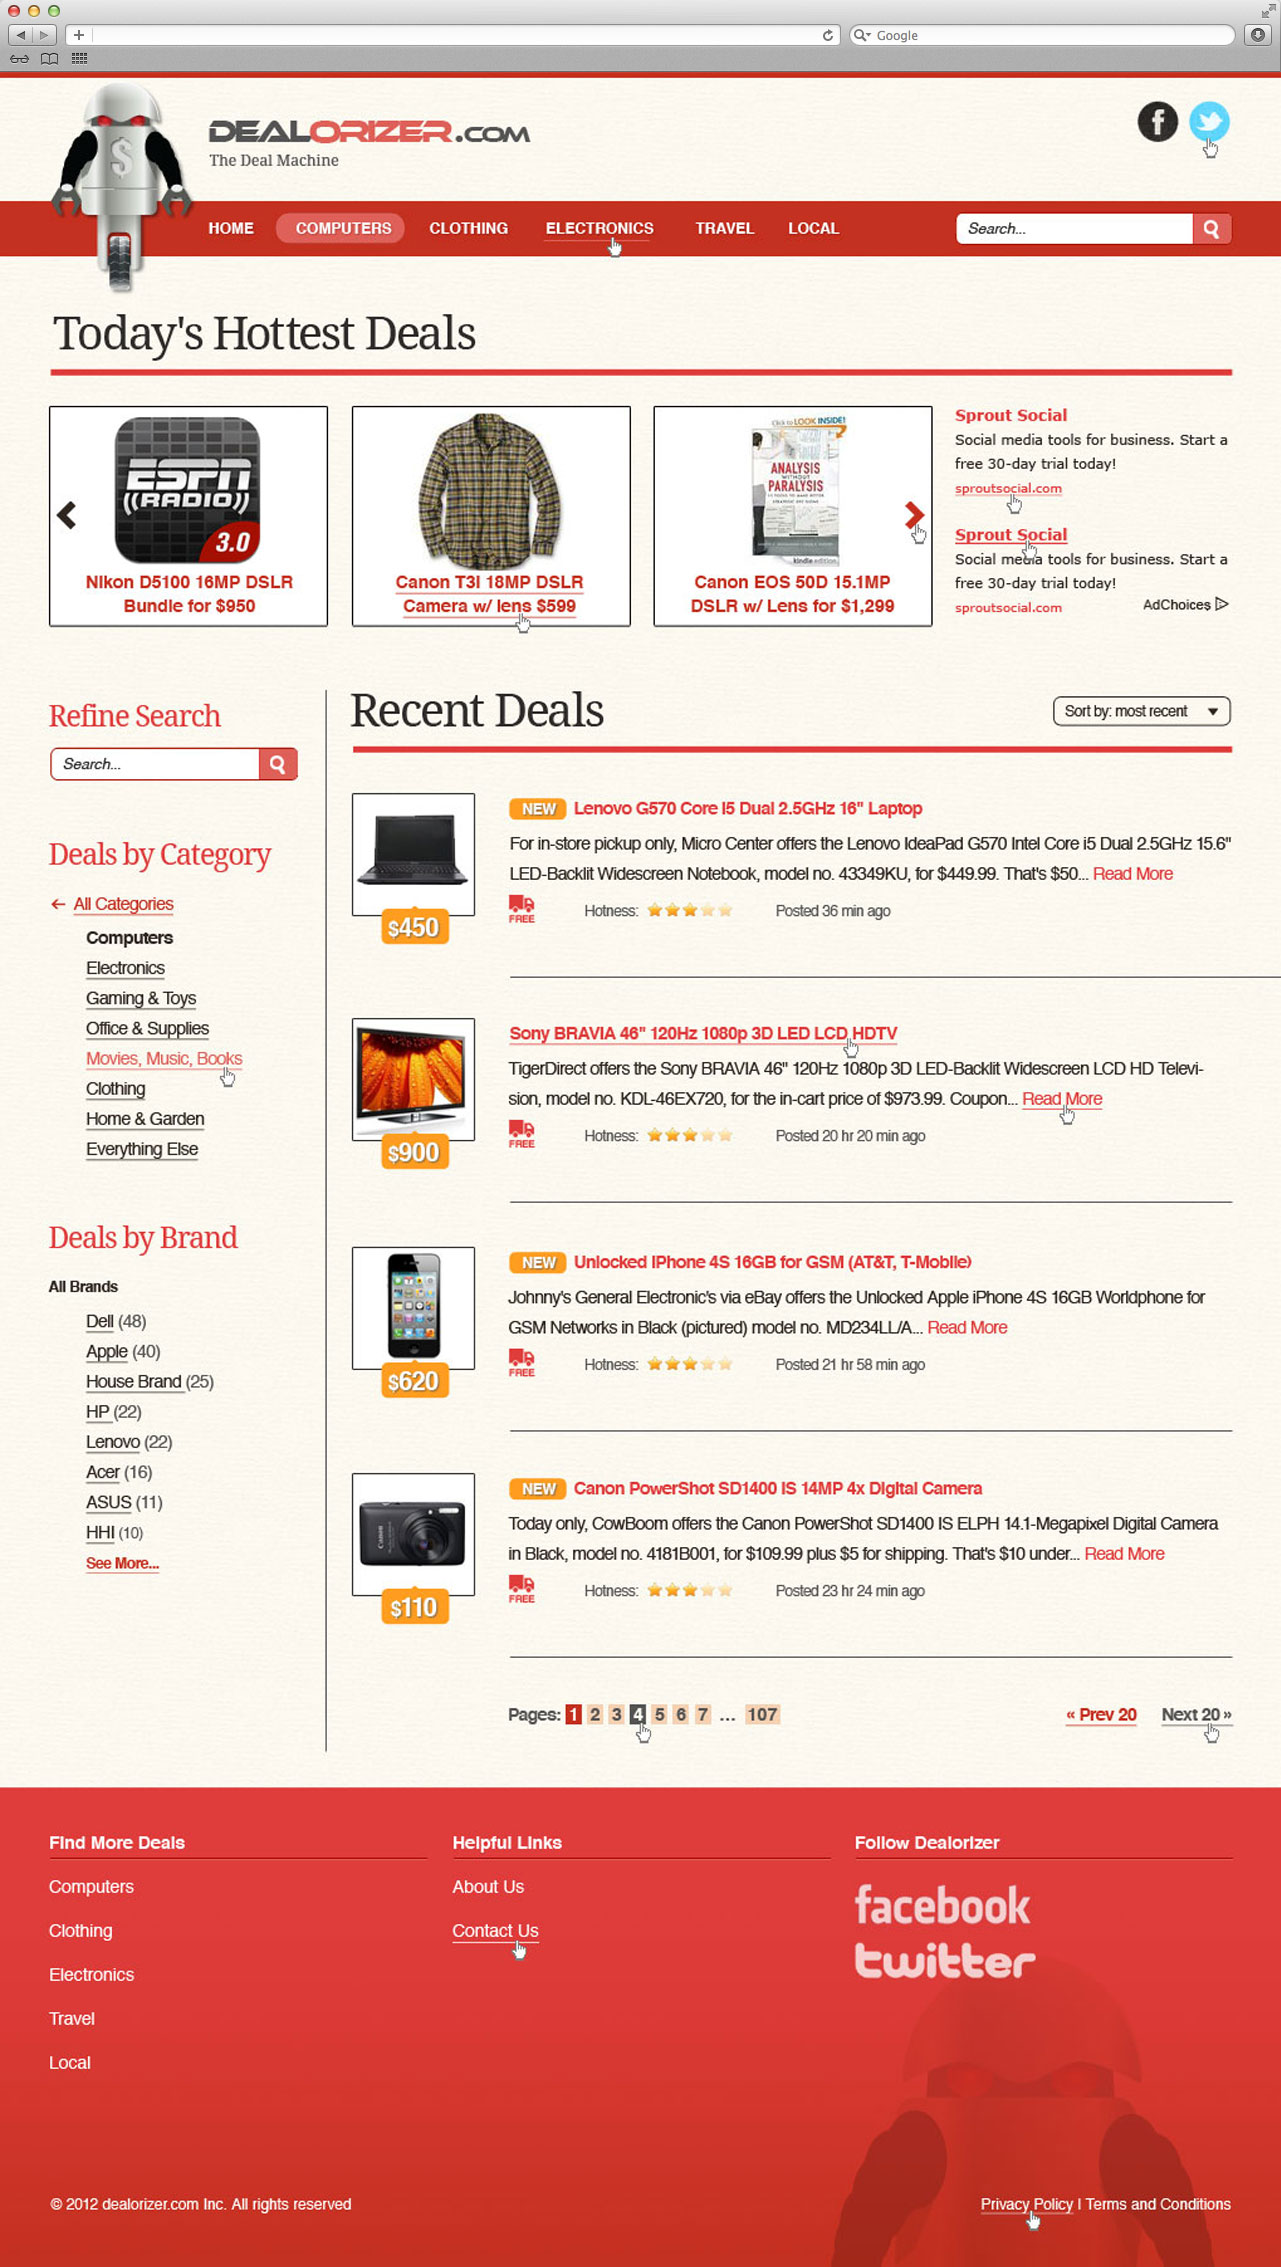 Google
DEALORIZER.COM
The Deal Machine
HOME COMPUTERS CLOTHING ELECTRONICS TRAVEL LOCAL Search...
Today's Hottest Deals
ESPN
RADIO
3.0
Nikon D5100 16MP DSLR
Bundle for $950
Canon T3I 18MP DSLR
Camera w/ lens $599
Click to LOOK INSIDE!
ANALYSIS
WITHOUT
PARALYSIS
kindle edition
Canon EOS 50D 15.1MP
DSLR w/ Lens for $1,299
Sprout Social
Social media tools for business. Start a
free 30-day trial today!
sproutsocial.com
Sprout Social
Social media tools for business. Start a
free 30-day trial today!
sproutsocial.com
AdChoices
Refine Search
Search...
Deals by Category
← All Categories
Computers
Electronics
Gaming & Toys
Office & Supplies
Movies, Music, Books
Clothing
Home & Garden
Everything Else
Deals by Brand
All Brands
Dell (48)
Apple (40)
House Brand (25)
HP (22)
Lenovo (22)
Acer (16)
ASUS (11)
HHI (10)
See More...
Recent Deals
Sort by: most recent
NEW Lenovo G570 Core I5 Dual 2.5GHz 16" Laptop
For in-store pickup only, Micro Center offers the Lenovo IdeaPad G570 Intel Core i5 Dual 2.5GHz 15.6"
LED-Backlit Widescreen Notebook, model no. 43349KU, for $449.99. That's $50... Read More
FREE Hotness: Posted 36 min ago
$450
Sony BRAVIA 46" 120Hz 1080p 3D LED LCD HDTV
TigerDirect offers the Sony BRAVIA 46" 120Hz 1080p 3D LED-Backlit Widescreen LCD HD Televi-
sion, model no. KDL-46EX720, for the in-cart price of $973.99. Coupon... Read More
FREE Hotness: Posted 20 hr 20 min ago
$900
NEW Unlocked IPhone 4S 16GB for GSM (AT&T, T-Mobile)
Johnny's General Electronic's via eBay offers the Unlocked Apple iPhone 4S 16GB Worldphone for
GSM Networks in Black (pictured) model no. MD234LL/A... Read More
FREE Hotness: Posted 21 hr 58 min ago
$620
NEW Canon PowerShot SD1400 IS 14MP 4x Digital Camera
Today only, CowBoom offers the Canon PowerShot SD1400 IS ELPH 14.1-Megapixel Digital Camera
in Black, model no. 4181B001, for $109.99 plus $5 for shipping. That's $10 under... Read More
Canon
FREE Hotness: Posted 23 hr 24 min ago
$110
Pages: 1 2 3 4 5 6 7 ... 107 « Prev 20 Next 20 »
Find More Deals
Computers
Clothing
Electronics
Travel
Local
Helpful Links
About Us
Contact Us
Follow Dealorizer
facebook
twitter
© 2012 dealorizer.com Inc. All rights reserved
Privacy Policy | Terms and Conditions